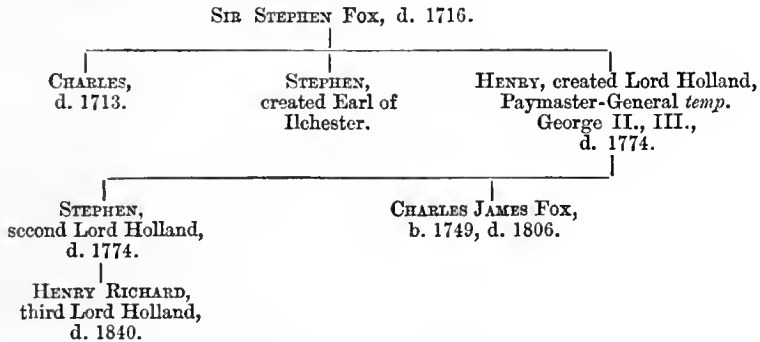 SIR STEPHEN FOX, d. 1716.
CHARLES,
d. 1713.
STEPHEN,
created Earl of
Ilchester.
HENRY, created Lord Holland,
Paymaster-General temp.
George II., III.,
d. 1774.
STEPHEN,
second Lord Holland,
d. 1774.
CHARLES JAMES FOX,
b. 1749, d. 1806.
HENRY RICHARD,
third Lord Holland,
d. 1840.